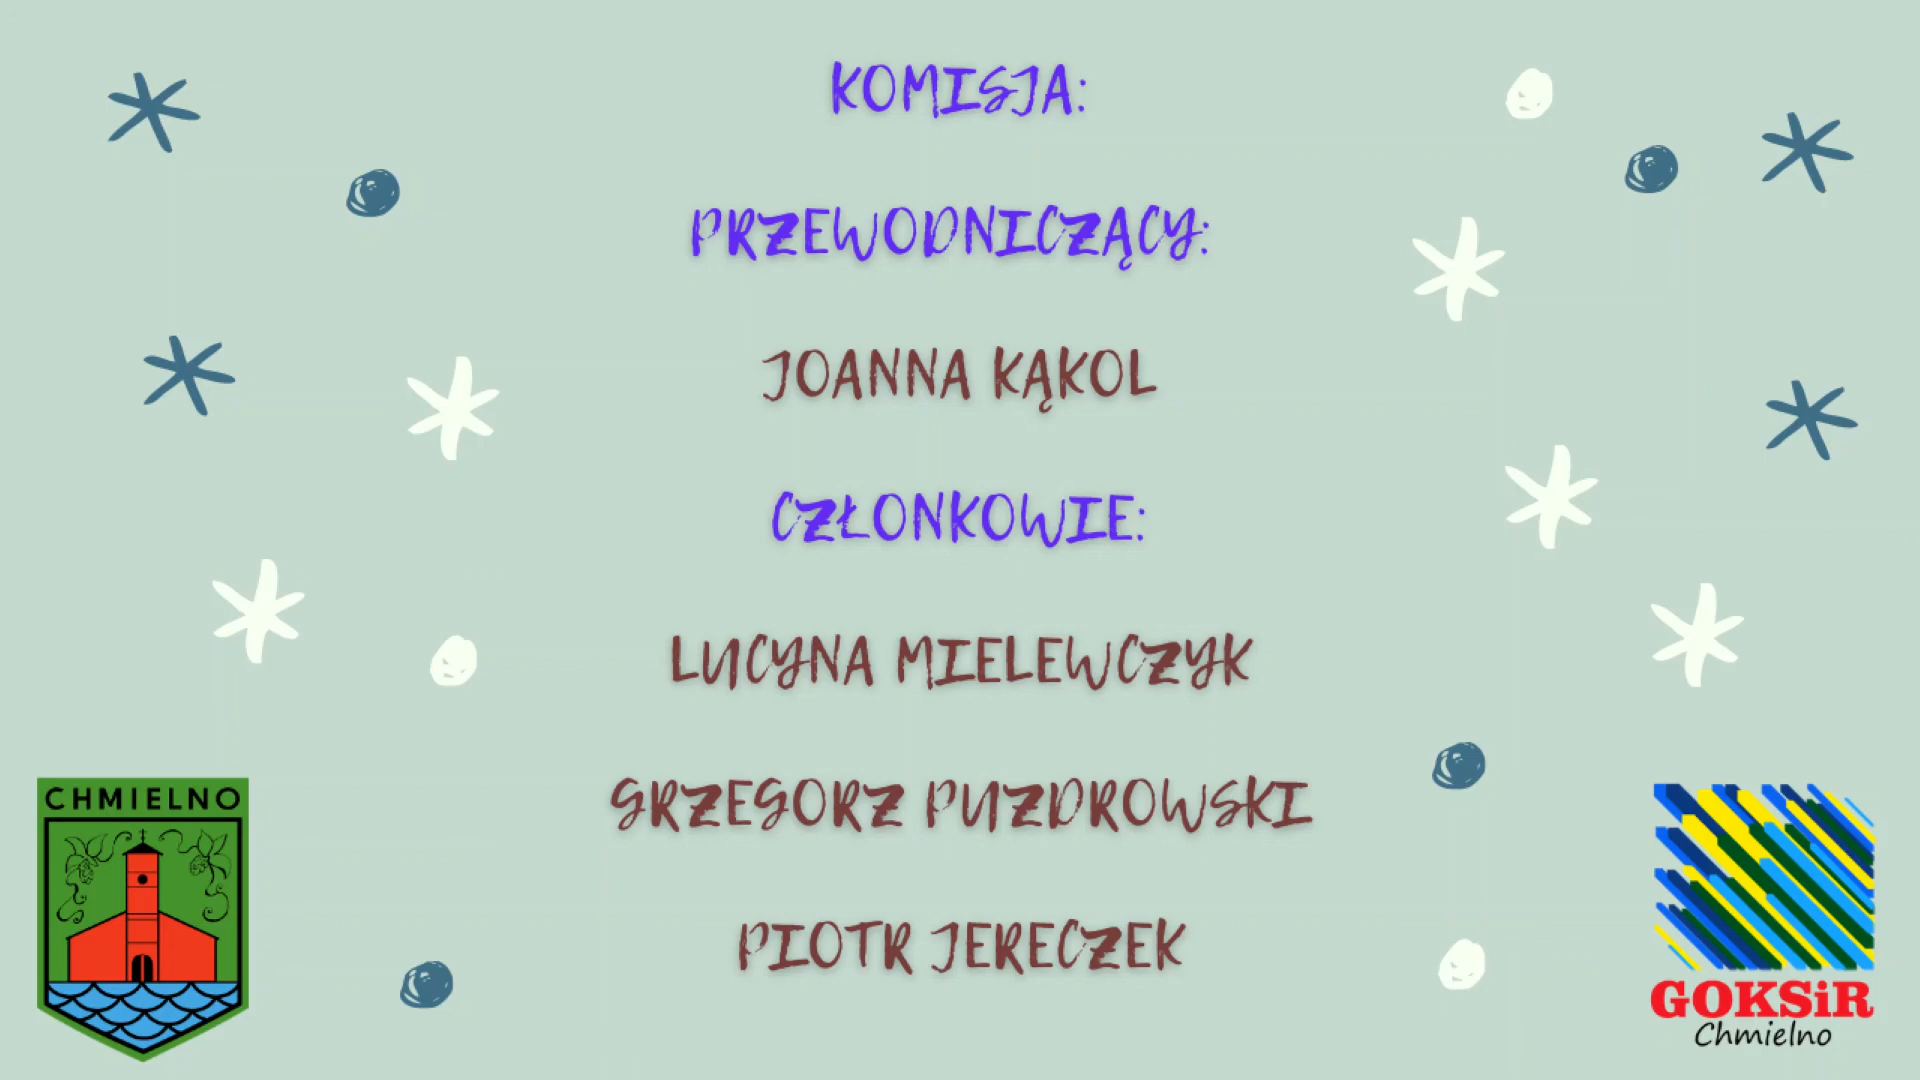 KOMISJA:
PRZEWODNICZĄCY:
JOANNA KĄKOL
CZŁONKOWIE:
LUCYNA MIELEWCZYK
GRZEGORZ PUZDROWSKI
PIOTR JERECZEK
CHMIELNO
GOKSiR
Chmielno